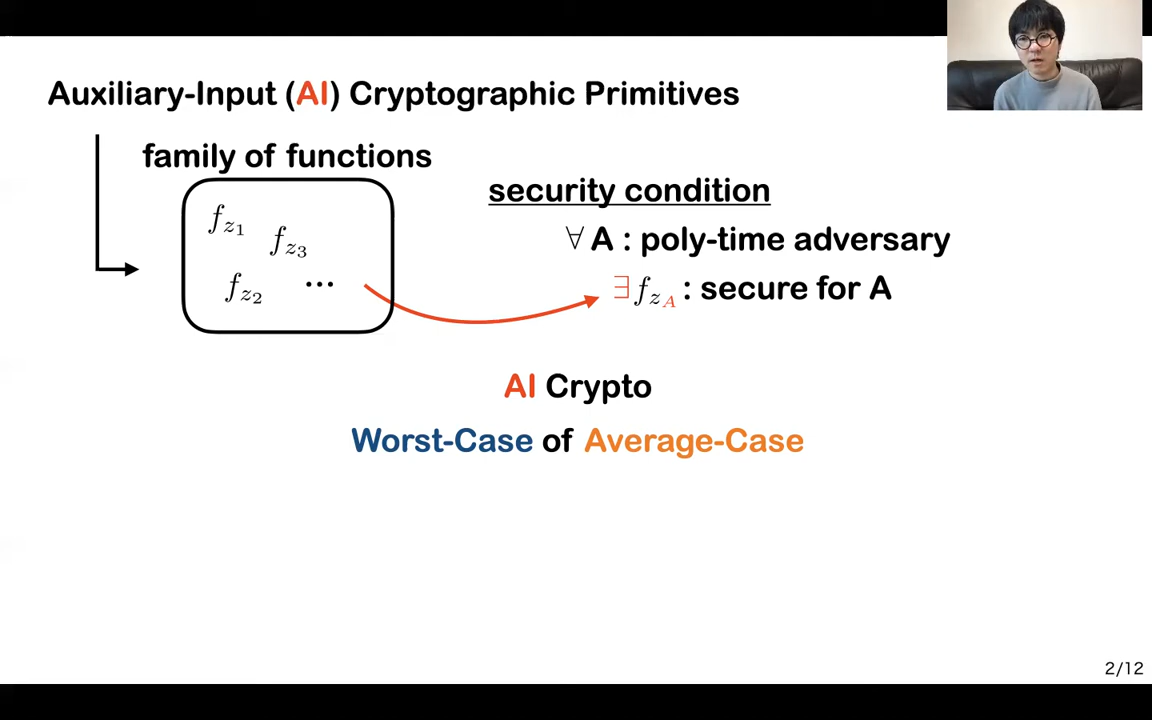 Auxiliary-Input (AI) Cryptographic Primitives
family of functions
f_{z_1}
f_{z_3}
f_{z_2} ...
security condition
∀ A : poly-time adversary
∃ f_{z_A} : secure for A
AI Crypto
Worst-Case of Average-Case
2/12